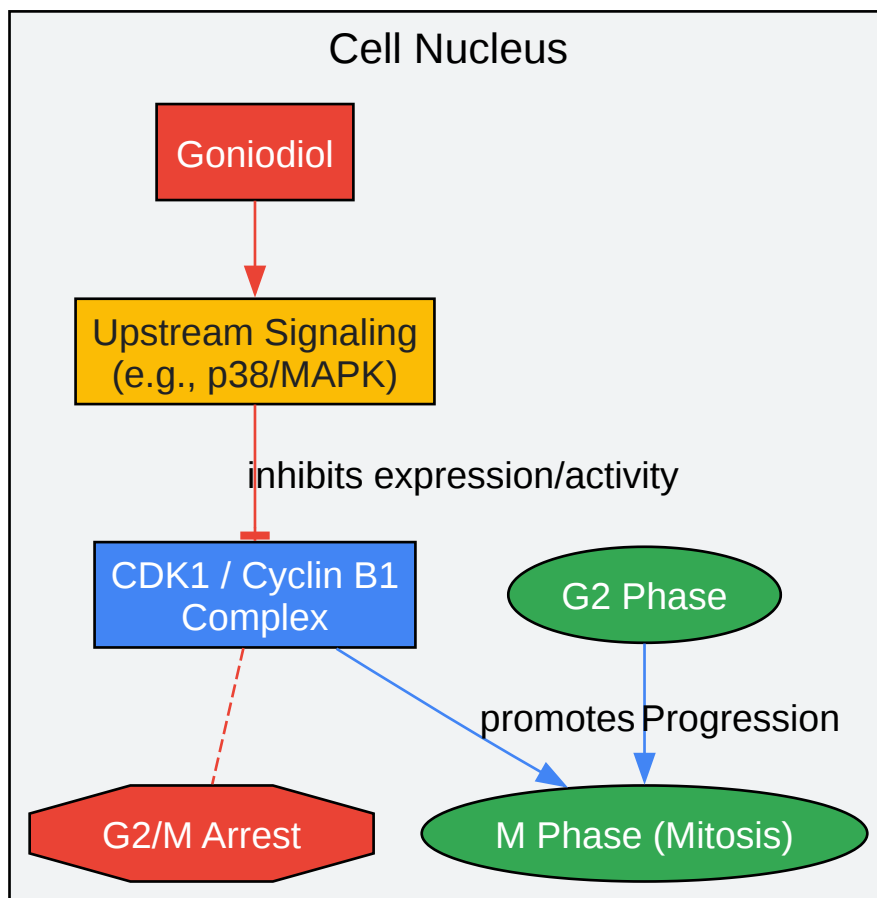 Cell Nucleus
Goniodiol
Upstream Signaling
(e.g., p38/MAPK)
inhibits expression/activity
CDK1 / Cyclin B1
Complex
G2 Phase
promotes
Progression
G2/M Arrest
M Phase (Mitosis)